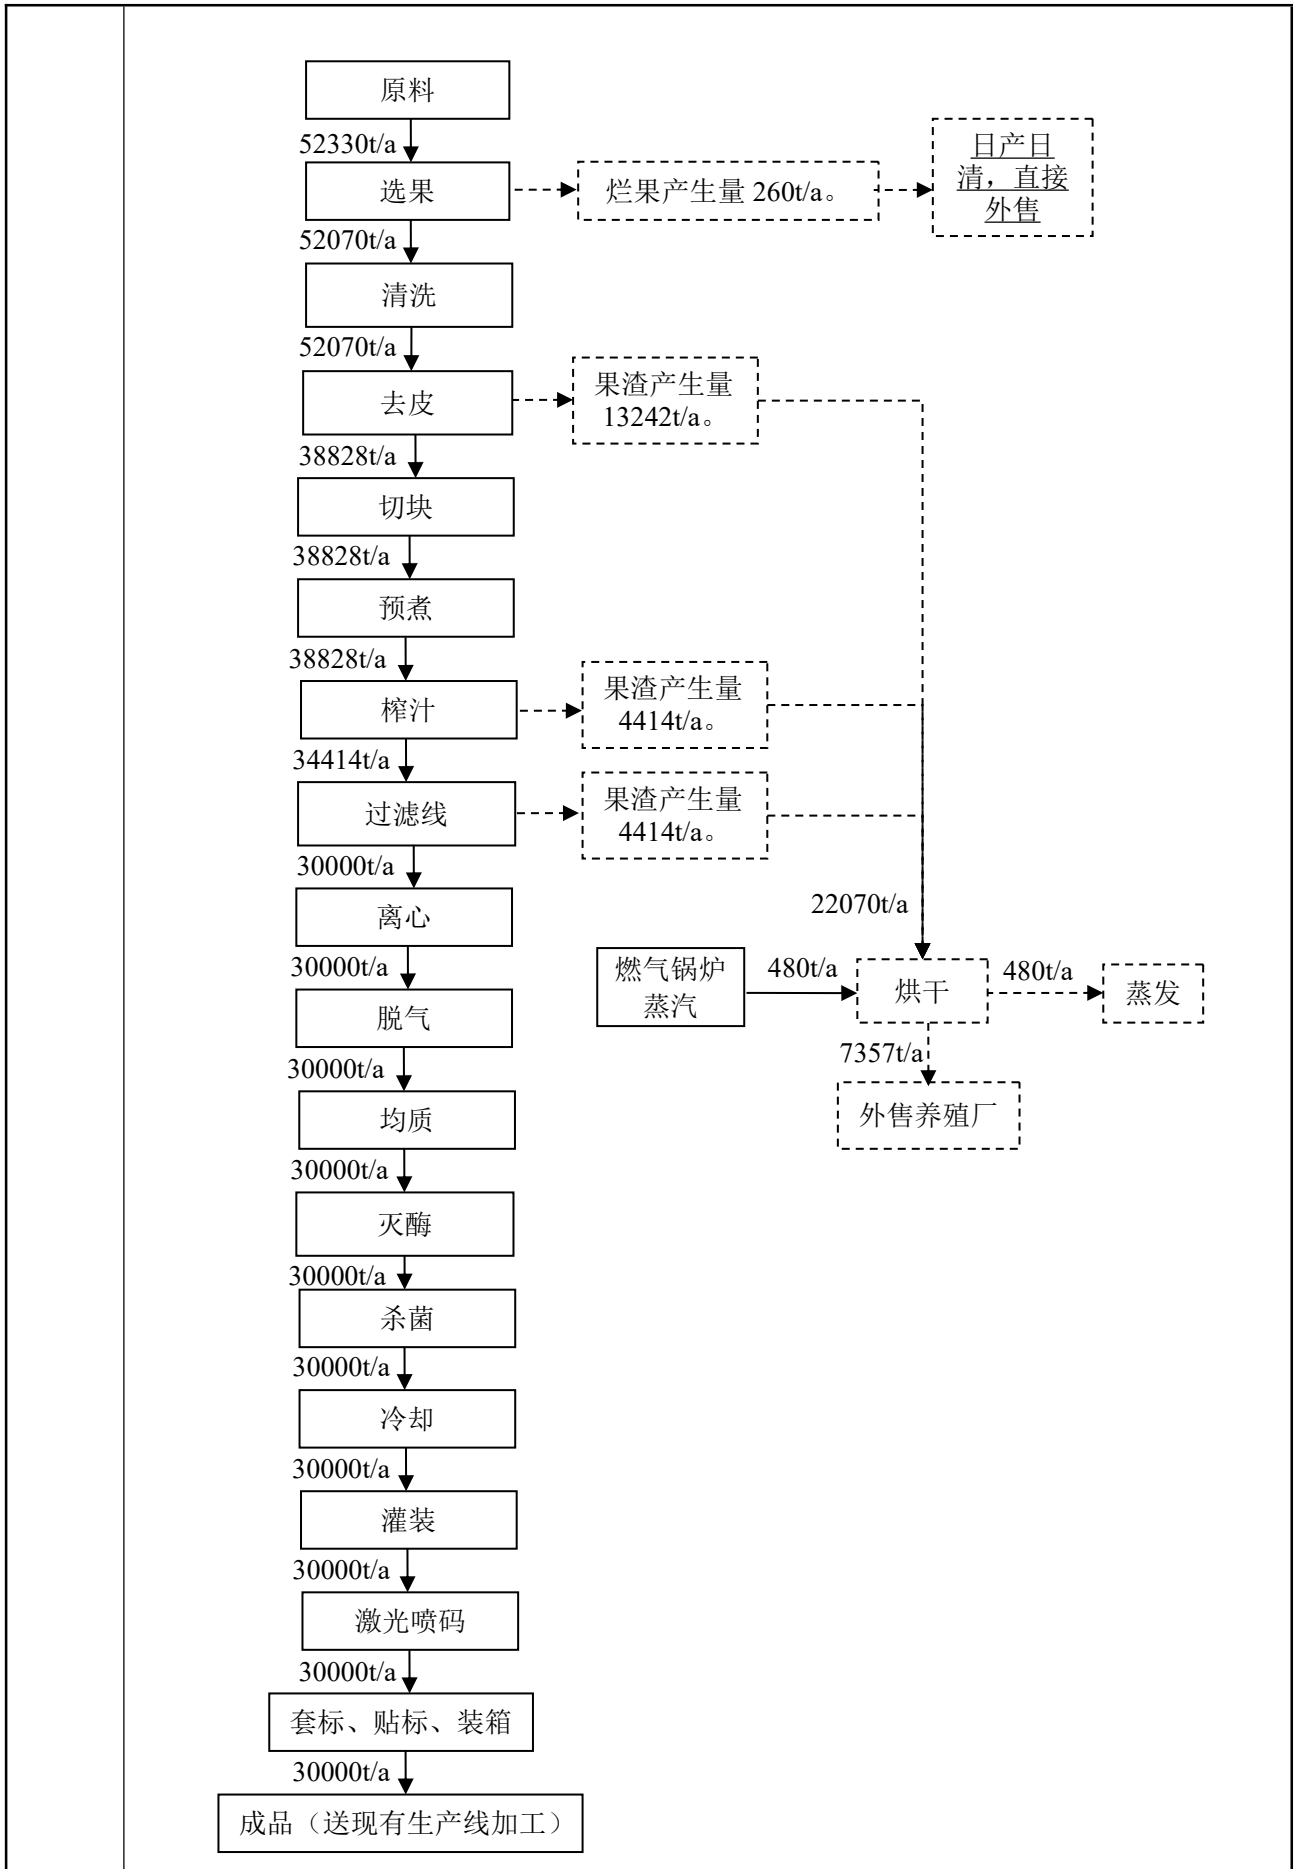 原料
52330t/a
选果
烂果产生量 260t/a。
日产日
清，直接
外售
52070t/a
清洗
52070t/a
去皮
果渣产生量
13242t/a。
38828t/a
切块
38828t/a
预煮
38828t/a
榨汁
果渣产生量
4414t/a。
34414t/a
过滤线
果渣产生量
4414t/a。
30000t/a
离心
22070t/a
燃气锅炉
蒸汽
480t/a
烘干
480t/a
蒸发
30000t/a
脱气
7357t/a
外售养殖厂
30000t/a
均质
30000t/a
灭酶
30000t/a
杀菌
30000t/a
冷却
30000t/a
灌装
30000t/a
激光喷码
30000t/a
套标、贴标、装箱
30000t/a
成品（送现有生产线加工）